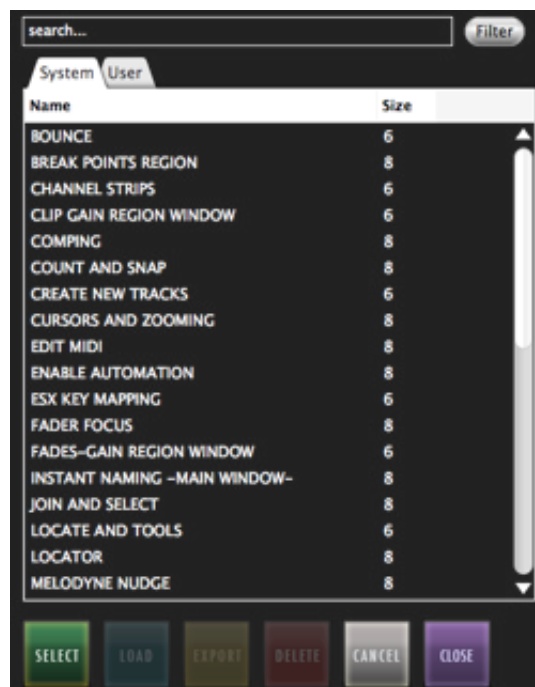 search...
Filter
System User
Name Size
BOUNCE 6
BREAK POINTS REGION 8
CHANNEL STRIPS 6
CLIP GAIN REGION WINDOW 6
COMPING 8
COUNT AND SNAP 8
CREATE NEW TRACKS 6
CURSORS AND ZOOMING 8
EDIT MIDI 8
ENABLE AUTOMATION 8
ESX KEY MAPPING 6
FADER FOCUS 8
FADES-GAIN REGION WINDOW 6
INSTANT NAMING -MAIN WINDOW- 8
JOIN AND SELECT 8
LOCATE AND TOOLS 6
LOCATOR 8
MELODYNE NUDGE 8
SELECT LOAD EXPORT DELETE CANCEL CLOSE